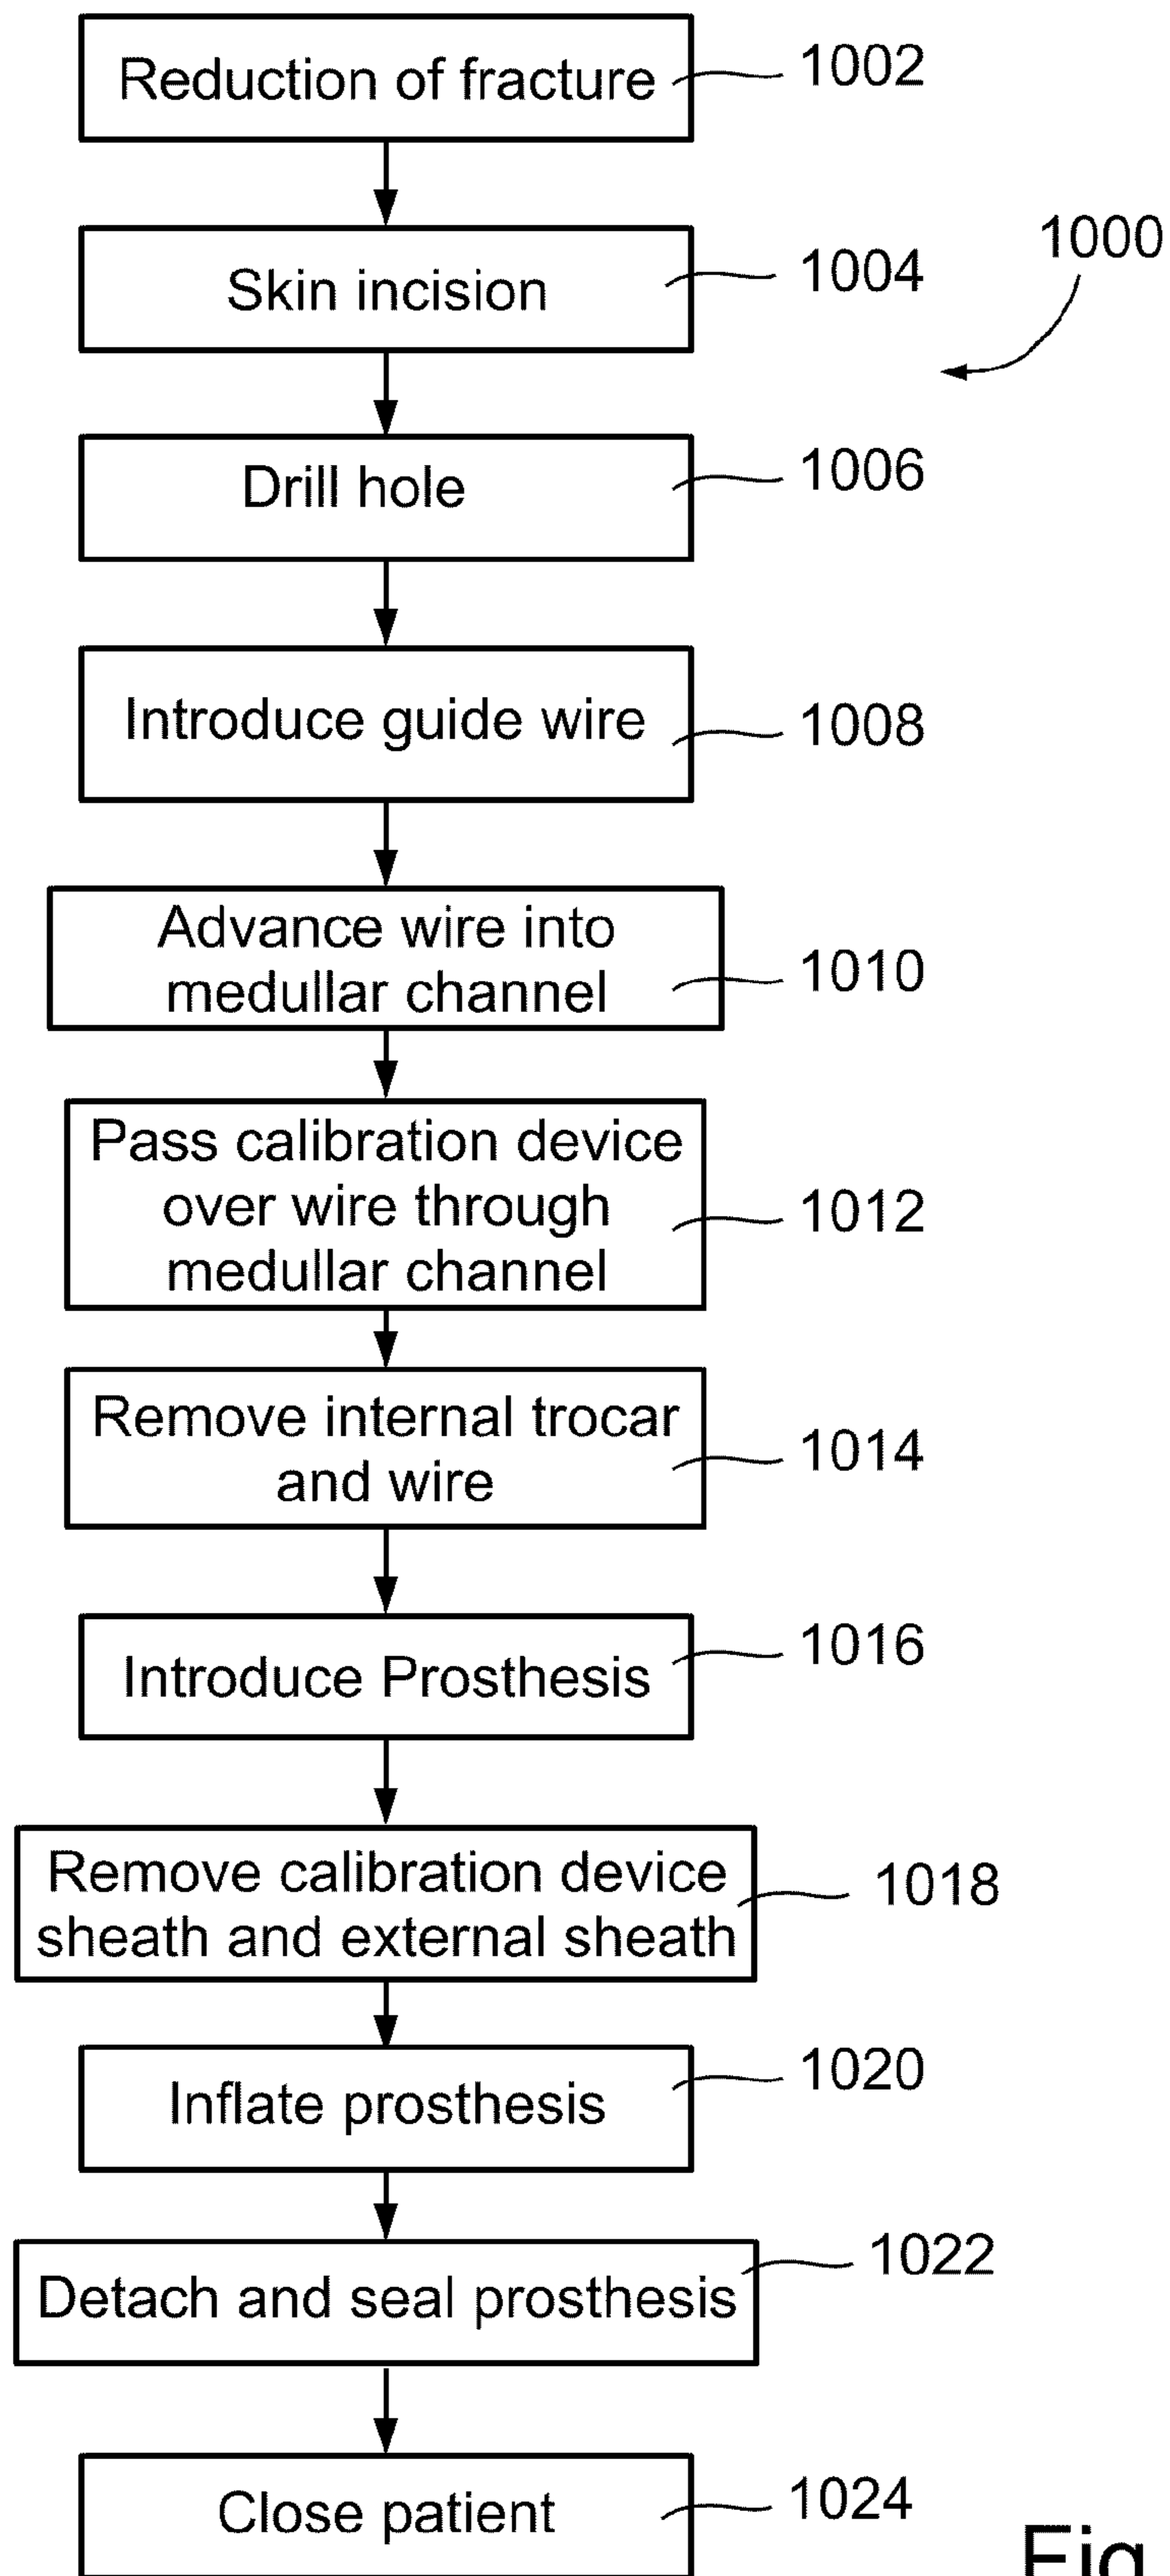 Reduction of fracture 1002
Skin incision 1004
1000
Drill hole 1006
Introduce guide wire 1008
Advance wire into
medullar channel 1010
Pass calibration device
over wire through 1012
medullar channel
Remove internal trocar
and wire 1014
Introduce Prosthesis 1016
Remove calibration device 1018
sheath and external sheath
Inflate prosthesis 1020
Detach and seal prosthesis 1022
Close patient 1024
Fig